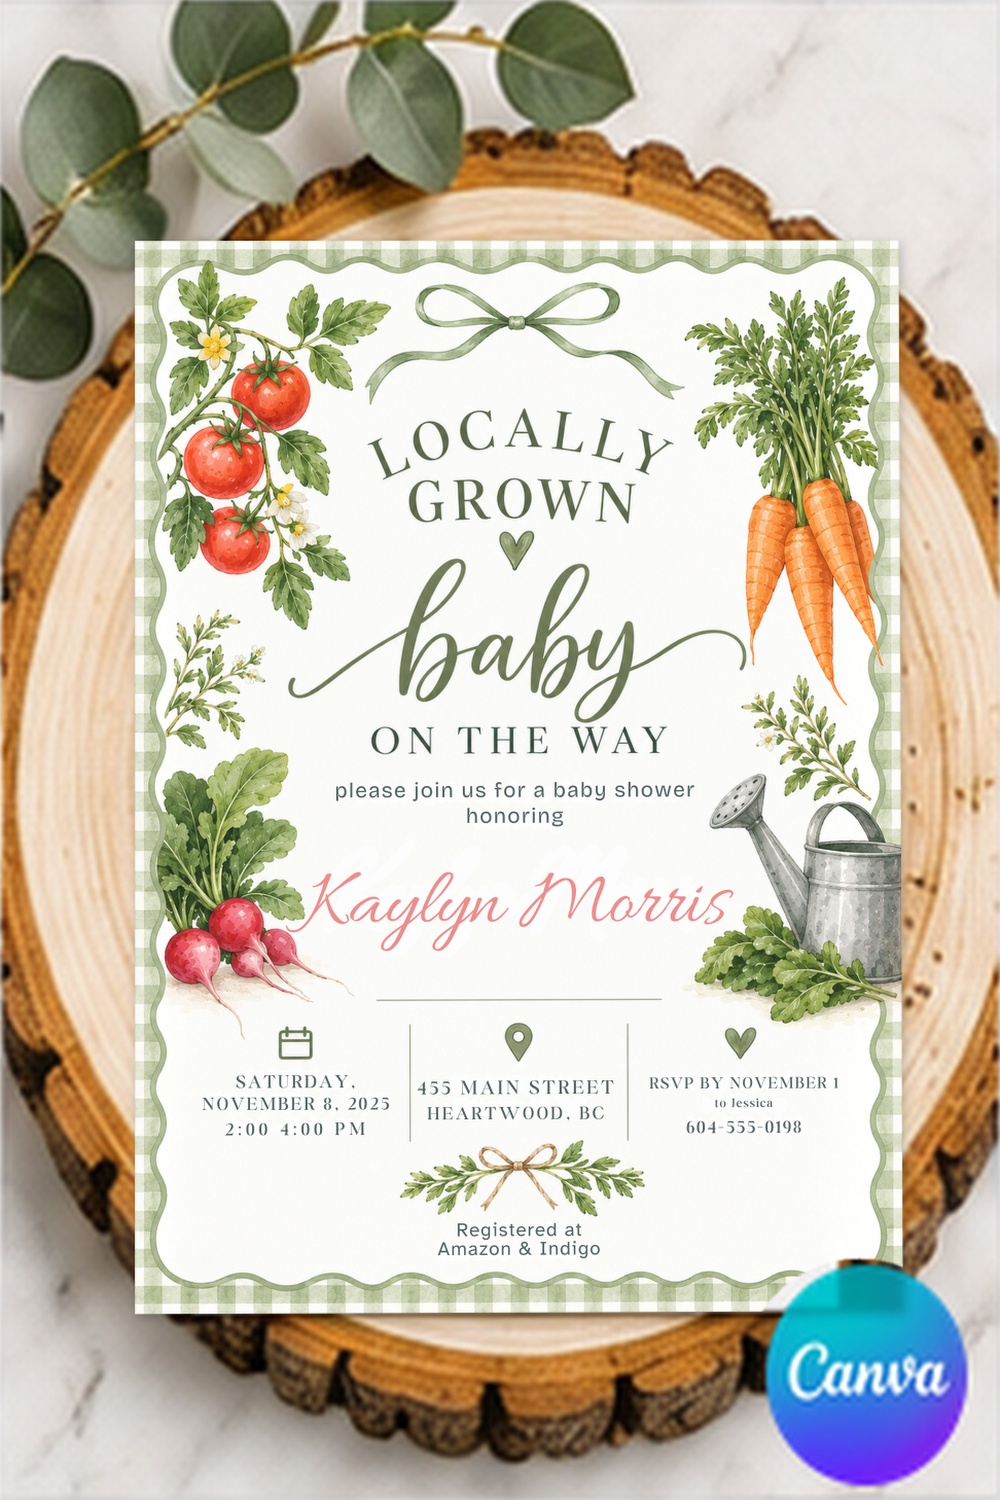 LOCALLY
GROWN
baby
ON THE WAY
please join us for a baby shower
honoring
Kaylyn Morris
SATURDAY,
NOVEMBER 8, 2025
2:00 4:00 PM
455 MAIN STREET
HEARTWOOD, BC
RSVP BY NOVEMBER 1
to Jessica
604-555-0198
Registered at
Amazon & Indigo
Canva